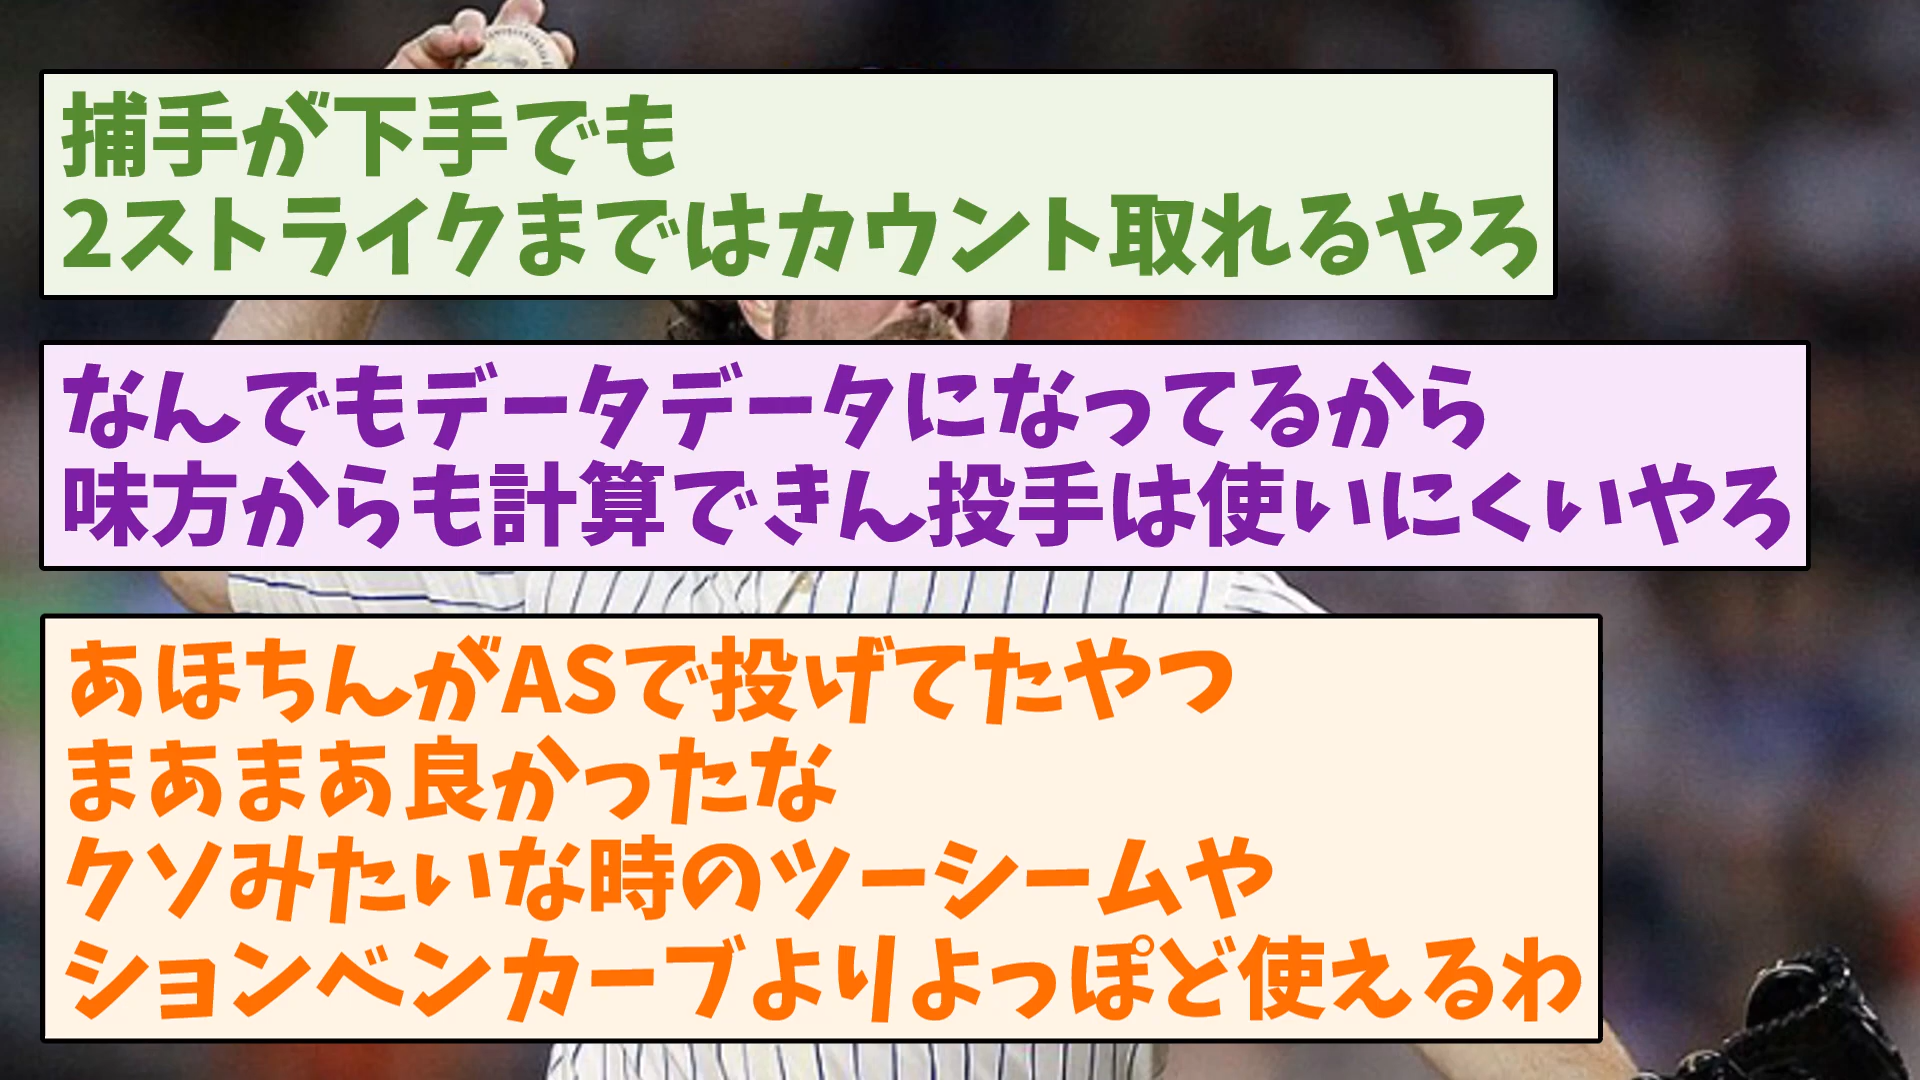 捕手が下手でも
2ストライクまではカウント取れるやろ
なんでもデータデータになってるから
味方からも計算できん投手は使いにくいやろ
あほちんがASで投げてたやつ
まあまあ良かったな
クソみたいな時のツーシームや
ションベンカーブよりよっぽど使えるわ